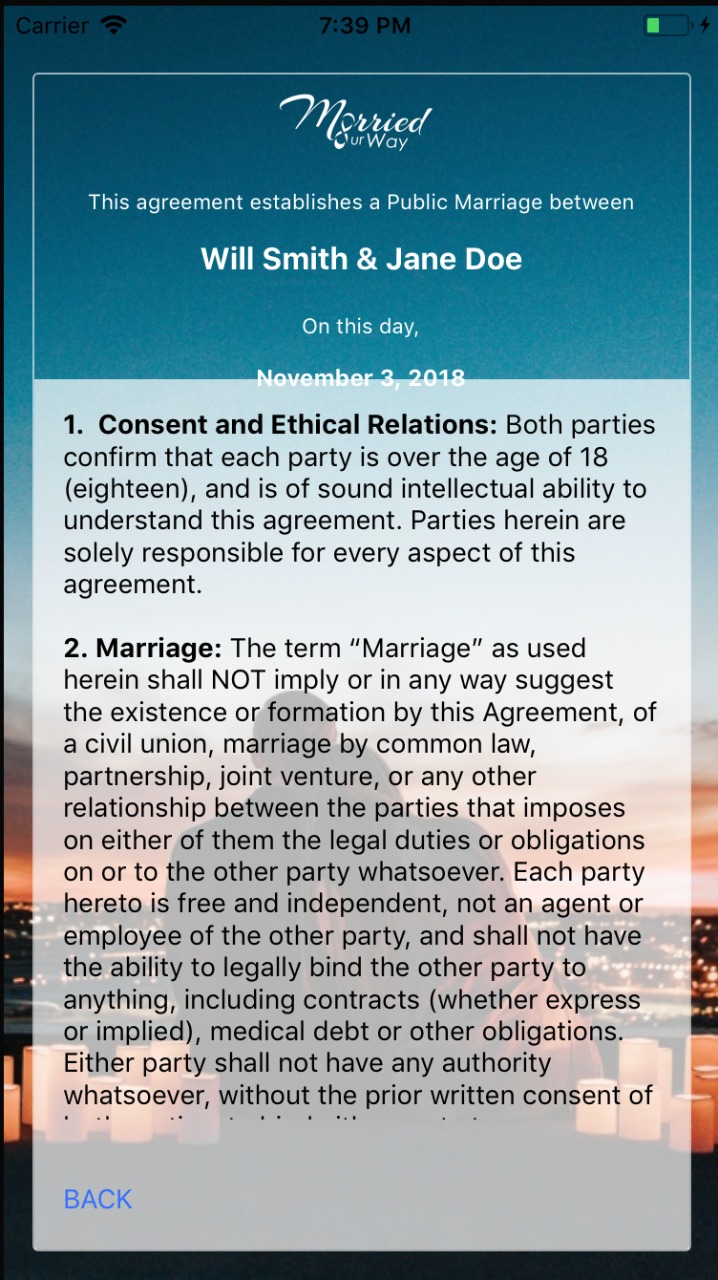 Carrier 7:39 PM
Married
Our Way
This agreement establishes a Public Marriage between
Will Smith & Jane Doe
On this day,
November 3, 2018
1. Consent and Ethical Relations: Both parties
confirm that each party is over the age of 18
(eighteen), and is of sound intellectual ability to
understand this agreement. Parties herein are
solely responsible for every aspect of this
agreement.
2. Marriage: The term “Marriage” as used
herein shall NOT imply or in any way suggest
the existence or formation by this Agreement, of
a civil union, marriage by common law,
partnership, joint venture, or any other
relationship between the parties that imposes
on either of them the legal duties or obligations
on or to the other party whatsoever. Each party
hereto is free and independent, not an agent or
employee of the other party, and shall not have
the ability to legally bind the other party to
anything, including contracts (whether express
or implied), medical debt or other obligations.
Either party shall not have any authority
whatsoever, without the prior written consent of
BACK